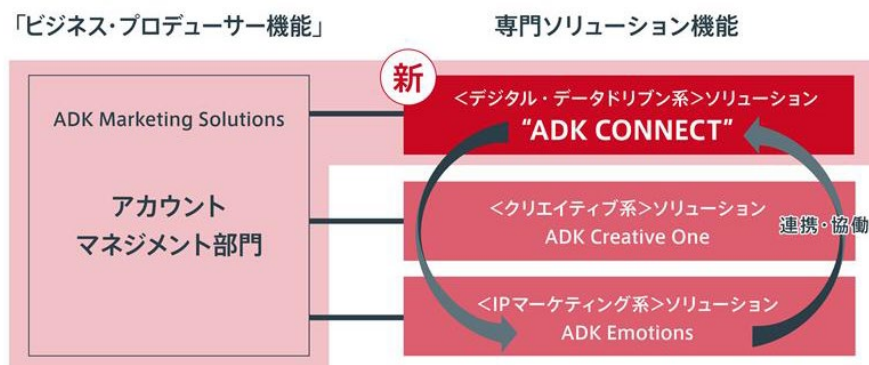 「ビジネス・プロデューサー機能」
専門ソリューション機能
新
ADK Marketing Solutions
アカウント
マネジメント部門
<デジタル・データドリブン系>ソリューション
“ADK CONNECT”
<クリエイティブ系>ソリューション
ADK Creative One
連携・協働
<IPマーケティング系>ソリューション
ADK Emotions